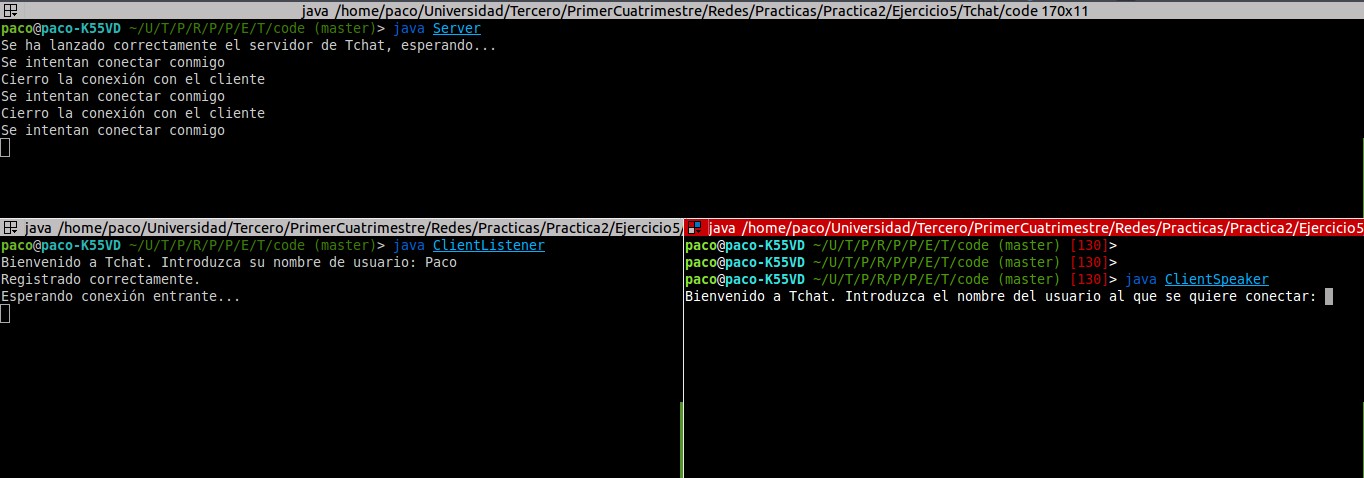 java /home/paco/Universidad/Tercero/PrimerCuatrimestre/Redes/Practicas/Practica2/Ejercicio5/Tchat/code 170x11
paco@paco-K55VD ~/U/T/P/R/P/P/E/T/code (master)> java Server
Se ha lanzado correctamente el servidor de Tchat, esperando...
Se intentan conectar conmigo
Cierro la conexión con el cliente
Se intentan conectar conmigo
Cierro la conexión con el cliente
Se intentan conectar conmigo
java /home/paco/Universidad/Tercero/PrimerCuatrimestre/Redes/Practicas/Practica2/Ejercicio5/
paco@paco-K55VD ~/U/T/P/R/P/P/E/T/code (master)> java ClientListener
Bienvenido a Tchat. Introduzca su nombre de usuario: Paco
Registrado correctamente.
Esperando conexión entrante...
java /home/paco/Universidad/Tercero/PrimerCuatrimestre/Redes/Practicas/Practica2/Ejercicio5
paco@paco-K55VD ~/U/T/P/R/P/P/E/T/code (master) [130]>
paco@paco-K55VD ~/U/T/P/R/P/P/E/T/code (master) [130]>
paco@paco-K55VD ~/U/T/P/R/P/P/E/T/code (master) [130]> java ClientSpeaker
Bienvenido a Tchat. Introduzca el nombre del usuario al que se quiere conectar: